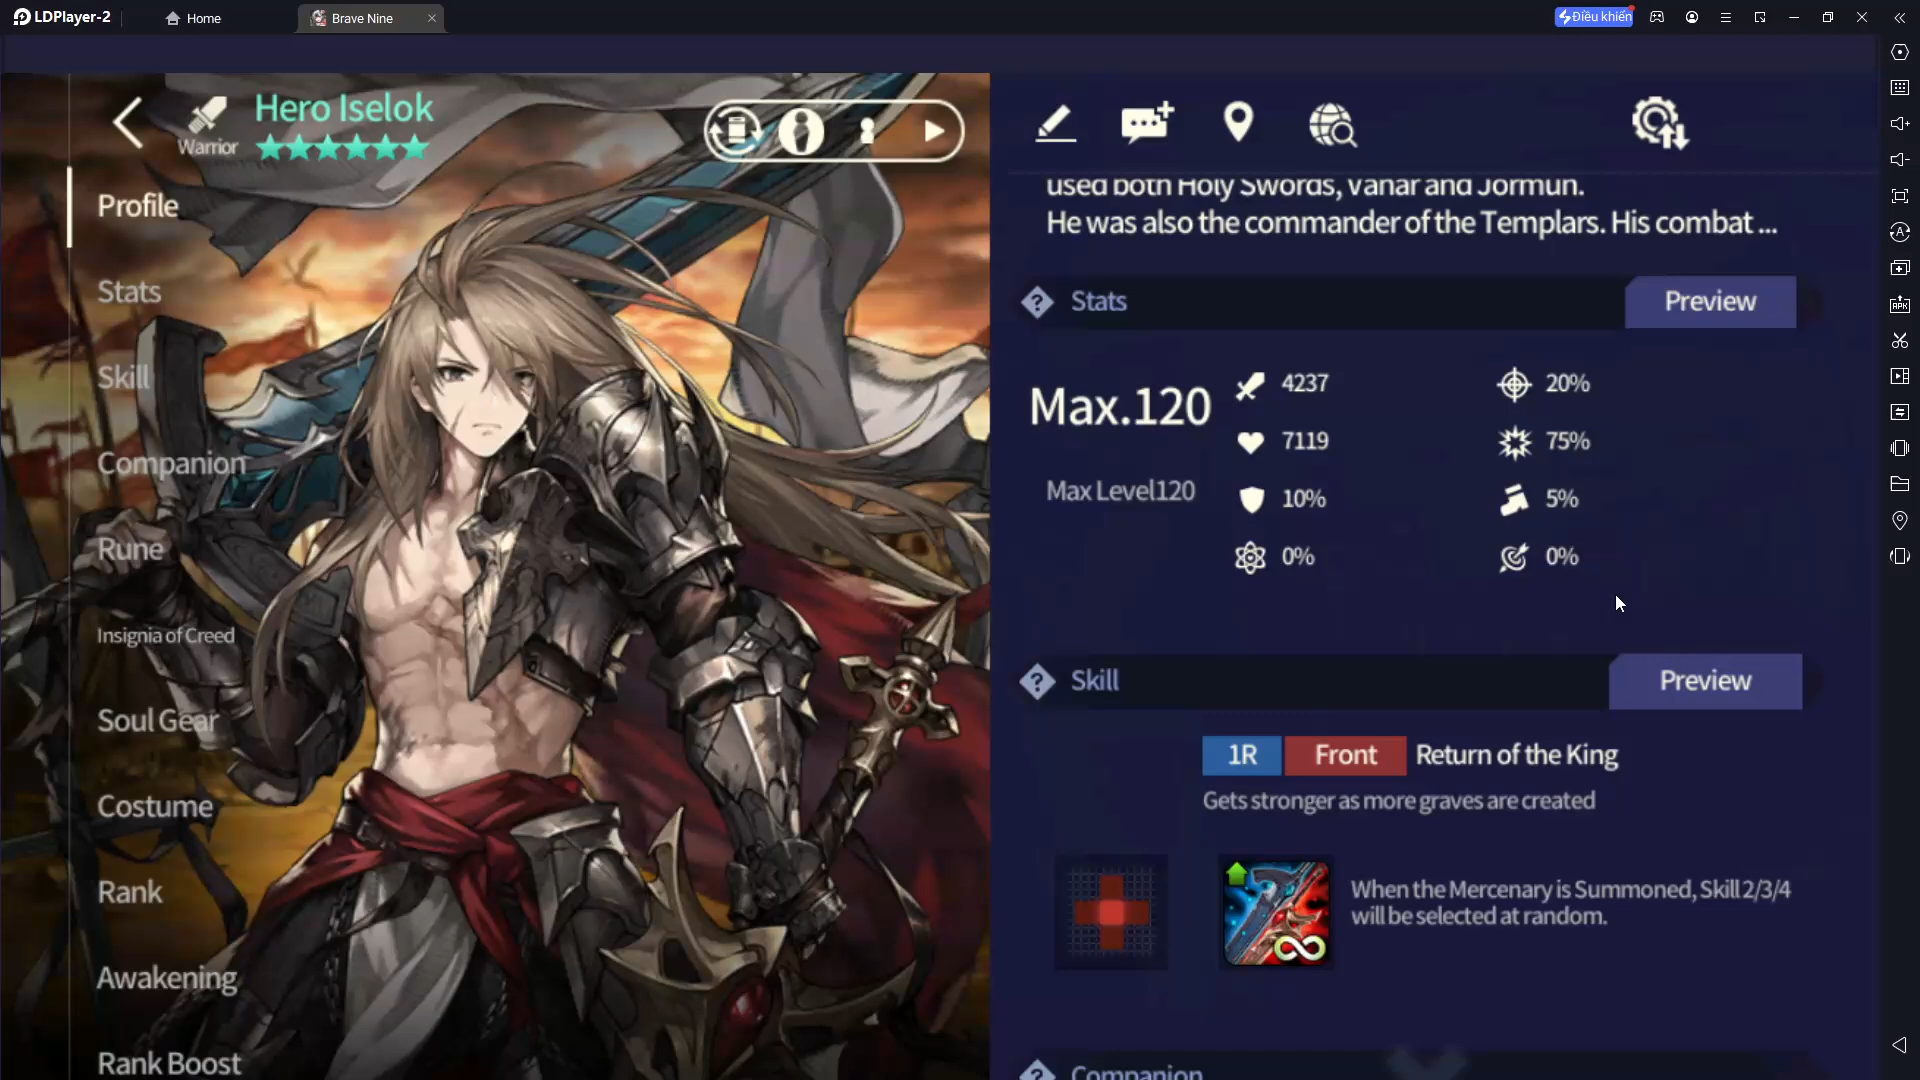 LDPlayer-2
Home
Brave Nine
Điều khiển
Hero Iselok
Warrior
Profile
Stats
Skill
Companion
Rune
Insignia of Creed
Soul Gear
Costume
Rank
Awakening
Rank Boost
used both Holy Swords, Vanar and Jormun.
He was also the commander of the Templars. His combat ...
Stats
Preview
Max.120
Max Level120
4237
20%
7119
75%
10%
5%
0%
0%
Skill
Preview
1R
Front
Return of the King
Gets stronger as more graves are created
When the Mercenary is Summoned, Skill 2/3/4
will be selected at random.
Companion